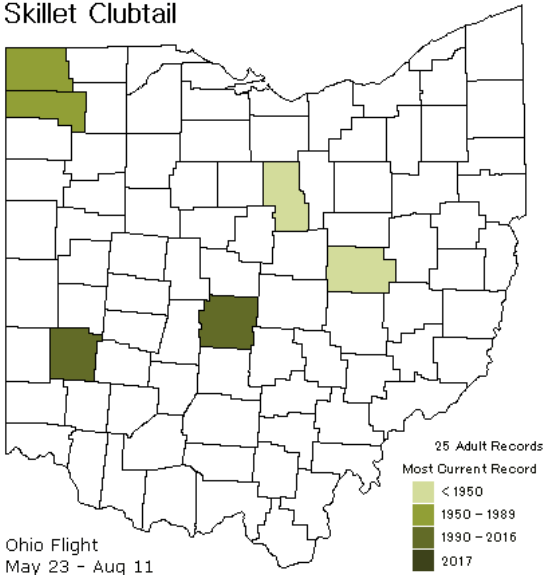 Skillet Clubtail
25 Adult Records
Most Current Record
< 1950
1950 – 1989
1990 – 2016
2017
Ohio Flight
May 23 - Aug 11